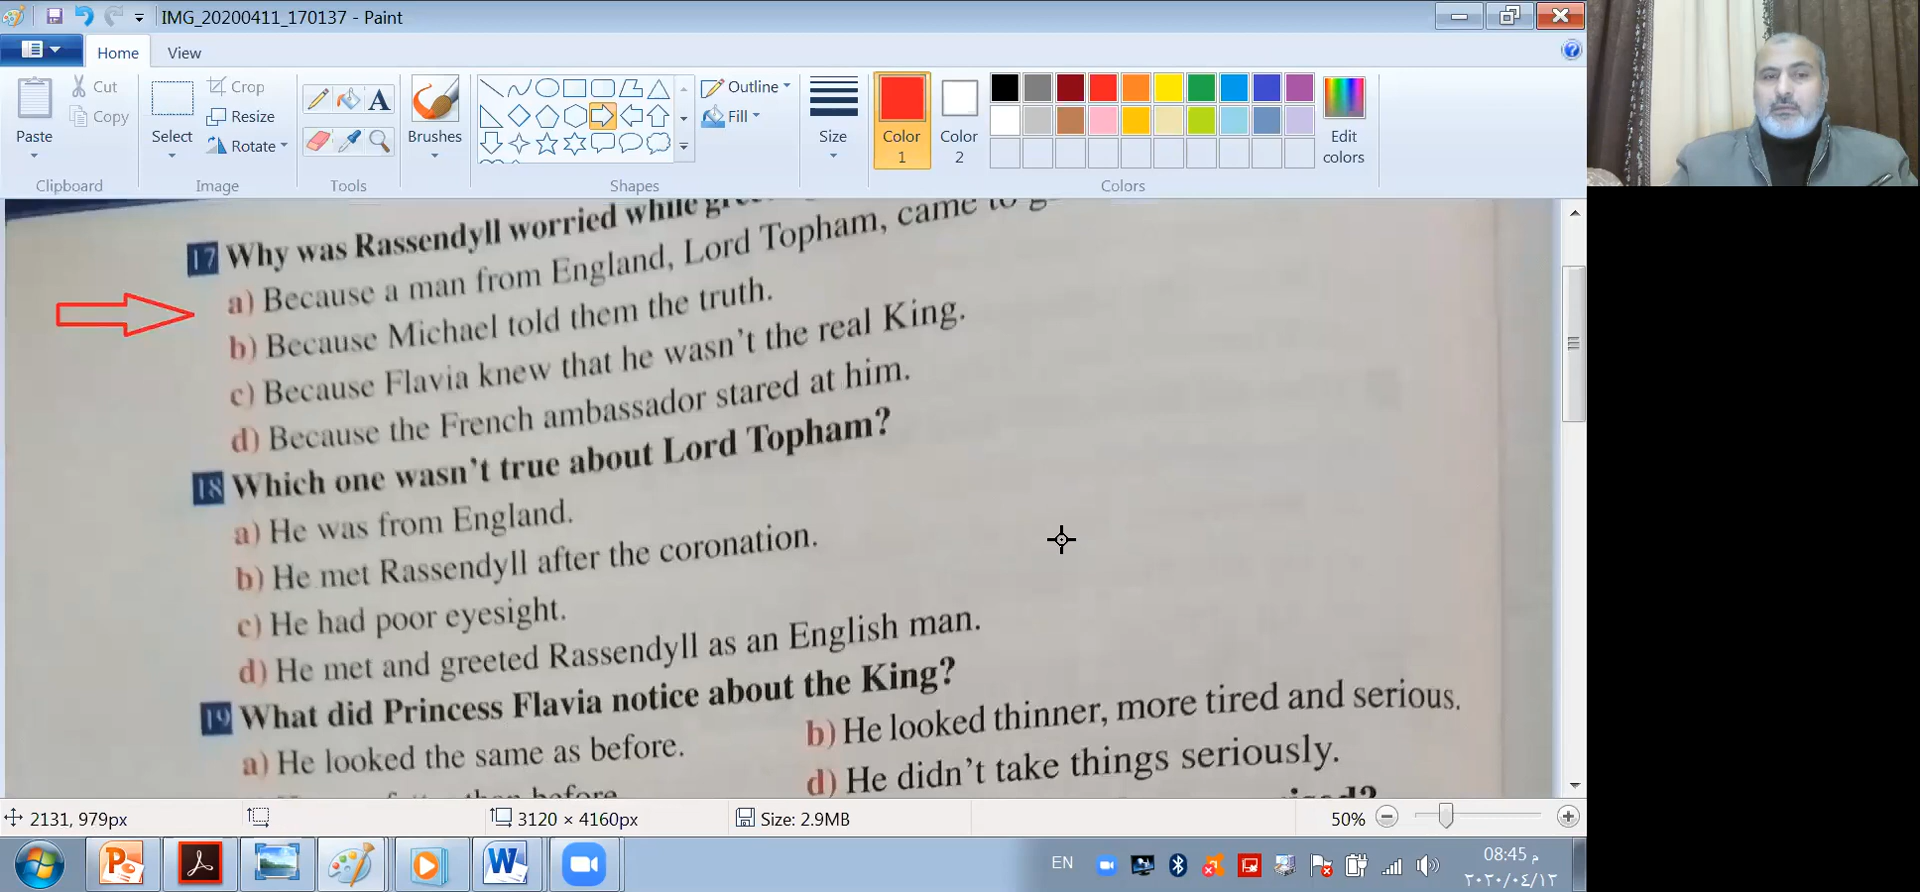 IMG_20200411_170137 - Paint
Home View
Paste
Cut
Copy
Clipboard
Select
Crop
Resize
Rotate
Image
A
Tools
Brushes
Outline
Fill
Shapes
Size
Color 1
Color 2
Edit colors
Colors
17 Why was Rassendyll worried while
a) Because a man from England, Lord Topham, came to
b) Because Michael told them the truth.
c) Because Flavia knew that he wasn't the real King.
d) Because the French ambassador stared at him.
18 Which one wasn't true about Lord Topham?
a) He was from England.
b) He met Rassendyll after the coronation.
c) He had poor eyesight.
d) He met and greeted Rassendyll as an English man.
19 What did Princess Flavia notice about the King?
a) He looked the same as before. b) He looked thinner, more tired and serious.
than before d) He didn't take things seriously.
2131, 979px 3120 × 4160px Size: 2.9MB 50%
EN
08:45 م
٢٠٢٠/٠٤/١٢